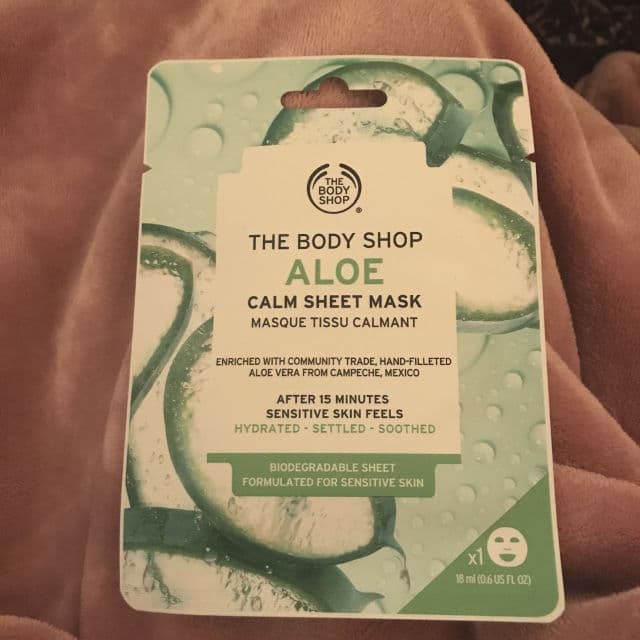 THE
BODY
SHOP
®
THE BODY SHOP
ALOE
CALM SHEET MASK
MASQUE TISSU CALMANT
ENRICHED WITH COMMUNITY TRADE, HAND-FILLETED
ALOE VERA FROM CAMPECHE, MEXICO
AFTER 15 MINUTES
SENSITIVE SKIN FEELS
HYDRATED - SETTLED - SOOTHED
BIODEGRADABLE SHEET
FORMULATED FOR SENSITIVE SKIN
x1
18 ml (0.6 US FL OZ)